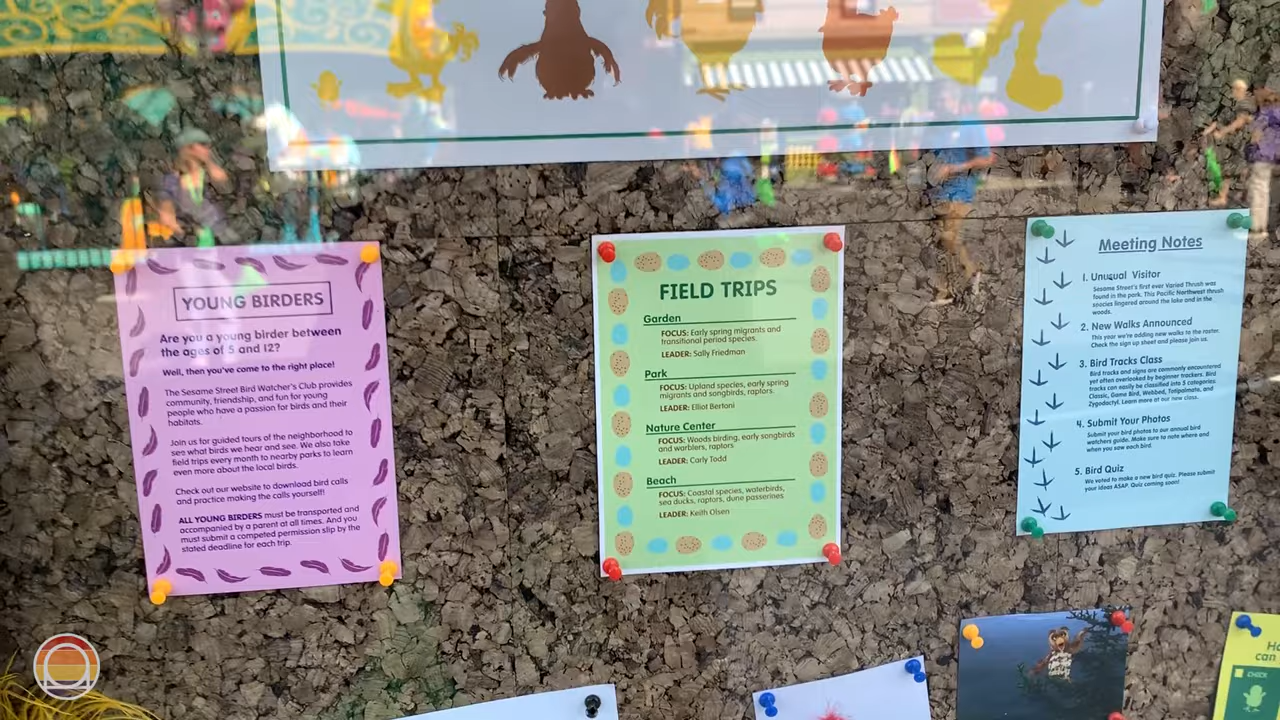 YOUNG BIRDERS
Are you a young birder between
the ages of 5 and 12?
Well, then you've come to the right place!
The Sesame Street Bird Watcher's Club provides
community, friendship, and fun for young
people who have a passion for birds and their
habitats.
Join us for guided tours of the neighborhood to
see what birds we hear and see. We also take
field trips every month to nearby parks to learn
even more about the local birds.
Check out our website to download bird calls
and practice making the calls yourself!
ALL YOUNG BIRDERS must be transported and
accompanied by a parent at all times. And you
must submit a competed permission slip by the
stated deadline for each trip.
FIELD TRIPS
Garden
FOCUS: Early spring migrants and
transitional period species.
LEADER: Sally Friedman
Park
FOCUS: Upland species, early spring
migrants and songbirds, raptors.
LEADER: Elliot Bertoni
Nature Center
FOCUS: Woods birding, early songbirds
and warblers, raptors
LEADER: Carly Todd
Beach
FOCUS: Coastal species, waterbirds,
sea ducks, raptors, dune passerines
LEADER: Keith Olsen
Meeting Notes
1. Unusual Visitor
Sesame Street's first ever Varied Thrush was
found in the park. This Pacific Northwest thrush
species lingered around the lake and in the
woods.
2. New Walks Announced
This year we're adding new walks to the roster.
Check the sign up sheet and please join us.
3. Bird Tracks Class
Bird tracks and signs are commonly encountered
yet often overlooked by beginner trackers. Bird
tracks can easily be classified into 5 categories:
Classic, Game Bird, Webbed, Totipalmate, and
Zygodactyl. Learn more at our new class.
4. Submit Your Photos
Submit your bird photos to our annual bird
watchers guide. Make sure to note where and
when you saw each bird.
5. Bird Quiz
We voted to make a new bird quiz. Please submit
your ideas ASAP. Quiz coming soon!
can
CHECK